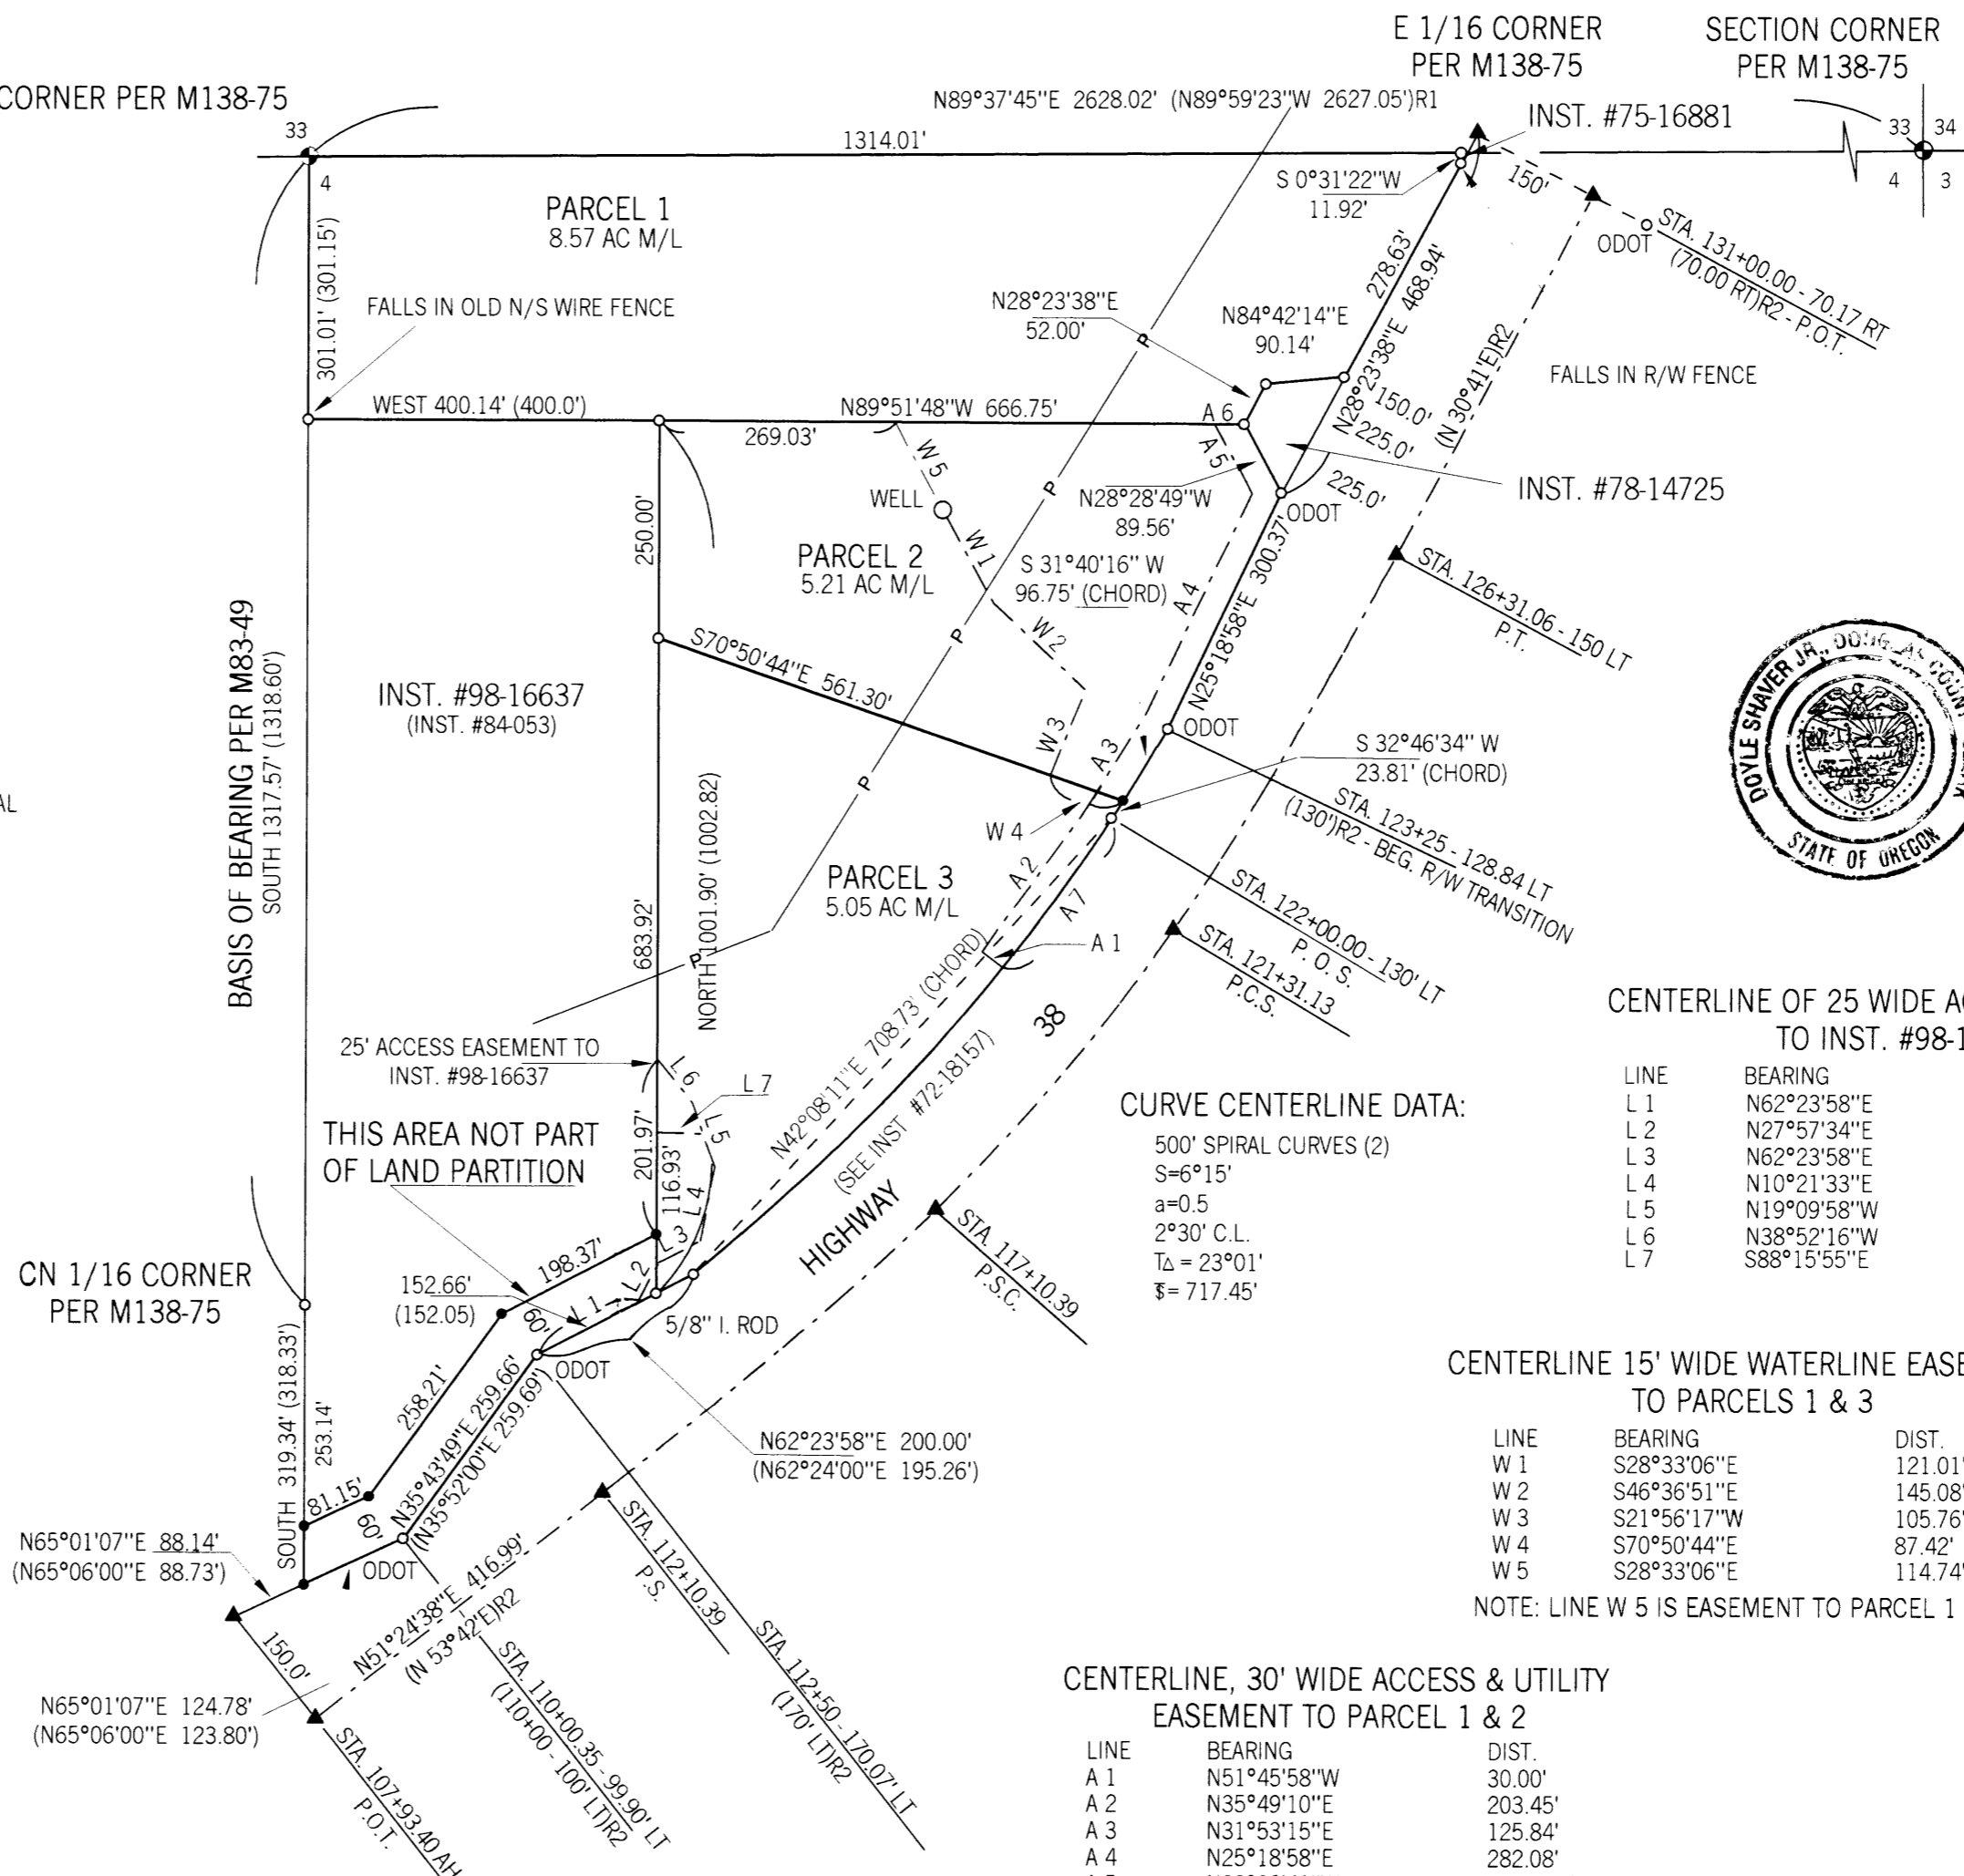 E 1/16 CORNER
PER M138-75
SECTION CORNER
PER M138-75
CORNER PER M138-75
N89°37'45"E 2628.02' (N89°59'23"W 2627.05')R1
INST. #75-16881
33
4
1314.01'
33
34
4
3
S 0°31'22"W
11.92'
150'
PARCEL 1
8.57 AC M/L
301.01' (301.15')
FALLS IN OLD N/S WIRE FENCE
278.63'
N28°23'38"E 468.94'
ODOT
STA. 131+00.00 - 70.17 RT
(70.00 RT)R2 - P.O.T.
N28°23'38"E
52.00'
N84°42'14"E
90.14'
P
(N 30°41'E)R2
FALLS IN R/W FENCE
150.0'
225.0'
WEST 400.14' (400.0')
N89°51'48"W 666.75'
269.03'
A 6
A 5
W 5
WELL
P
N28°28'49"W
89.56'
225.0'
ODOT
INST. #78-14725
250.00'
W 1
PARCEL 2
5.21 AC M/L
S 31°40'16" W
96.75' (CHORD)
A 4
N25°18'58"E 300.37'
STA. 126+31.06 - 150 LT
P.T.
BASIS OF BEARING PER M83-49
SOUTH 1317.57' (1318.60')
P
W 2
S70°50'44"E 561.30'
INST. #98-16637
(INST. #84-053)
W 3
A 3
ODOT
S 32°46'34" W
23.81' (CHORD)
DOYLE SHAVER JR., DOUGLAS COUNTY
STATE OF OREGON
AL
P
W 4
STA. 123+25 - 128.84 LT
(130')R2 - BEG. R/W TRANSITION
683.92'
NORTH 1001.90' (1002.82)
PARCEL 3
5.05 AC M/L
A 2
A 7
STA. 122+00.00 - 130' LT
P. O. S.
P
A 1
STA. 121+31.13
P.C.S.
N42°08'11"E 708.73' (CHORD)
(SEE INST #72-18157)
38
HIGHWAY
25' ACCESS EASEMENT TO
INST. #98-16637
L 6
L 7
L 5
THIS AREA NOT PART
OF LAND PARTITION
201.97'
116.93'
L 4
L 3
CURVE CENTERLINE DATA:
500' SPIRAL CURVES (2)
S=6°15'
a=0.5
2°30' C.L.
T∆ = 23°01'
= 717.45'
CENTERLINE OF 25 WIDE
TO INST. #98-1
LINE BEARING
L 1 N62°23'58"E
L 2 N27°57'34"E
L 3 N62°23'58"E
L 4 N10°21'33"E
L 5 N19°09'58"W
L 6 N38°52'16"W
L 7 S88°15'55"E
STA. 117+10.39
P.S.C.
CN 1/16 CORNER
PER M138-75
198.37'
152.66'
(152.05)
60'
L 1
L 2
5/8" I. ROD
ODOT
258.21'
SOUTH 319.34' (318.33')
253.14'
N35°43'49"E 259.66'
(N35°52'00"E 259.69')
N62°23'58"E 200.00'
(N62°24'00"E 195.26')
81.15'
60'
ODOT
N65°01'07"E 88.14'
(N65°06'00"E 88.73')
STA. 112+10.39
P.S.
N51°24'38"E 416.99'
(N 53°42'E)R2
150.0'
N65°01'07"E 124.78'
(N65°06'00"E 123.80')
STA. 107+93.40 AH
P.O.T.
STA. 110+00.35 - 99.90' LT
(110+00 - 100' LT)R2
STA. 112+50 - 170.07' LT
(170' LT)R2
CENTERLINE 15' WIDE WATERLINE
TO PARCELS 1 & 3
LINE BEARING DIST.
W 1 S28°33'06"E 121.01'
W 2 S46°36'51"E 145.08'
W 3 S21°56'17"W 105.76'
W 4 S70°50'44"E 87.42'
W 5 S28°33'06"E 114.74'
NOTE: LINE W 5 IS EASEMENT TO PARCEL 1
CENTERLINE, 30' WIDE ACCESS & UTILITY
EASEMENT TO PARCEL 1 & 2
LINE BEARING DIST.
A 1 N51°45'58"W 30.00'
A 2 N35°49'10"E 203.45'
A 3 N31°53'15"E 125.84'
A 4 N25°18'58"E 282.08'